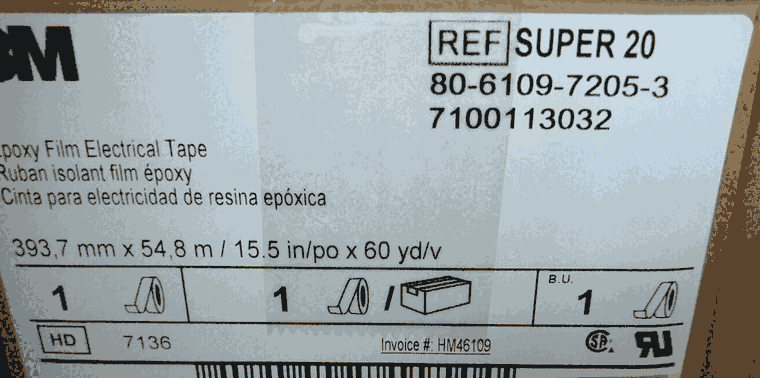 3M
REF SUPER 20
80-6109-7205-3
7100113032
Epoxy Film Electrical Tape
Ruban isolant film époxy
Cinta para electricidad de resina epóxica
393,7 mm x 54,8 m / 15.5 in/po x 60 yd/v
1 1 / B.U. 1
HD 7136 Invoice #: HM46109